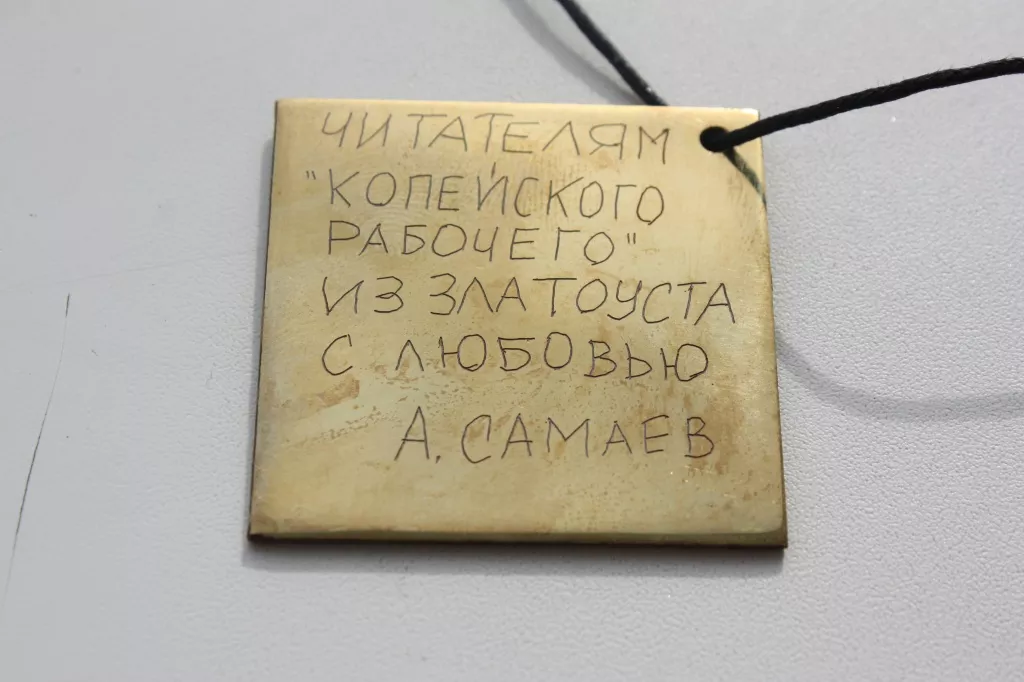 ЧИТАТЕЛЯМ
"КОПЕЙСКОГО
РАБОЧЕГО"
ИЗ ЗЛАТОУСТА
С ЛЮБОВЬЮ
А. САМАЕВ